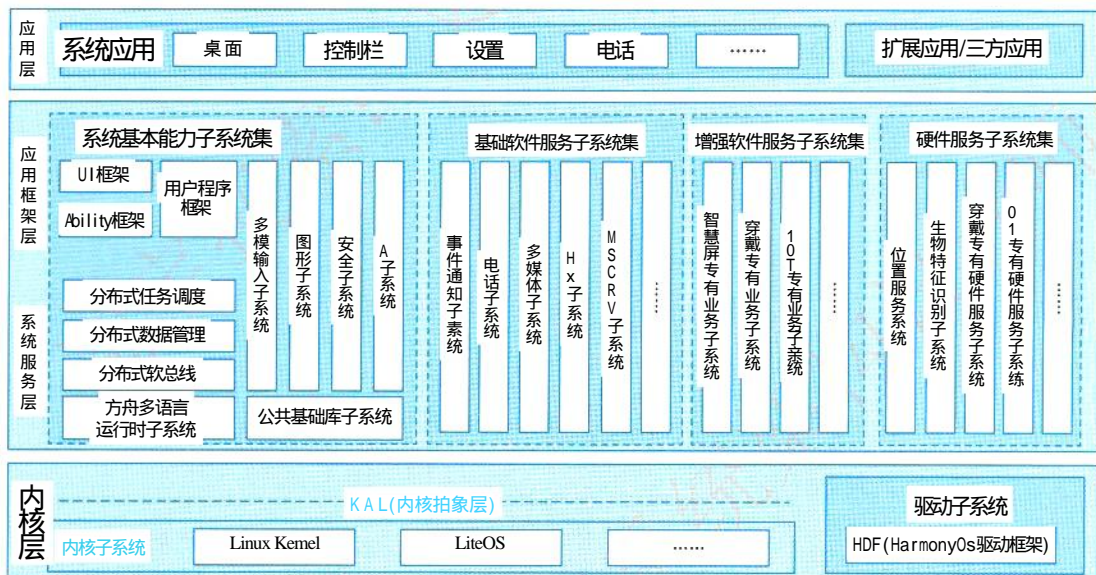 应用层
系统应用
桌面
控制栏
设置
电话
……
扩展应用/三方应用
应用框架层
系统服务层
系统基本能力子系统集
UI框架
Ability框架
用户程序
框架
分布式任务调度
分布式数据管理
分布式软总线
方舟多语言
运行时子系统
多模输入子系统
图形子系统
安全子系统
A子系统
公共基础库子系统
基础软件服务子系统集
事件通知子素统
电话子系统
多媒体子系统
Hx子系统
MSCRV子系统
……
增强软件服务子系统集
智慧屏专有业务子系统
穿戴专有业务子系统
10T专有业务子亲统
……
硬件服务子系统集
位置服务系统
生物特征识别子系统
穿戴专有硬件服务子系统
01专有硬件服务子系练
……
内核层
KAL(内核拍象层)
内核子系统
Linux Kernel
LiteOS
……
驱动子系统
HDF(HarmonyOs驱动框架)